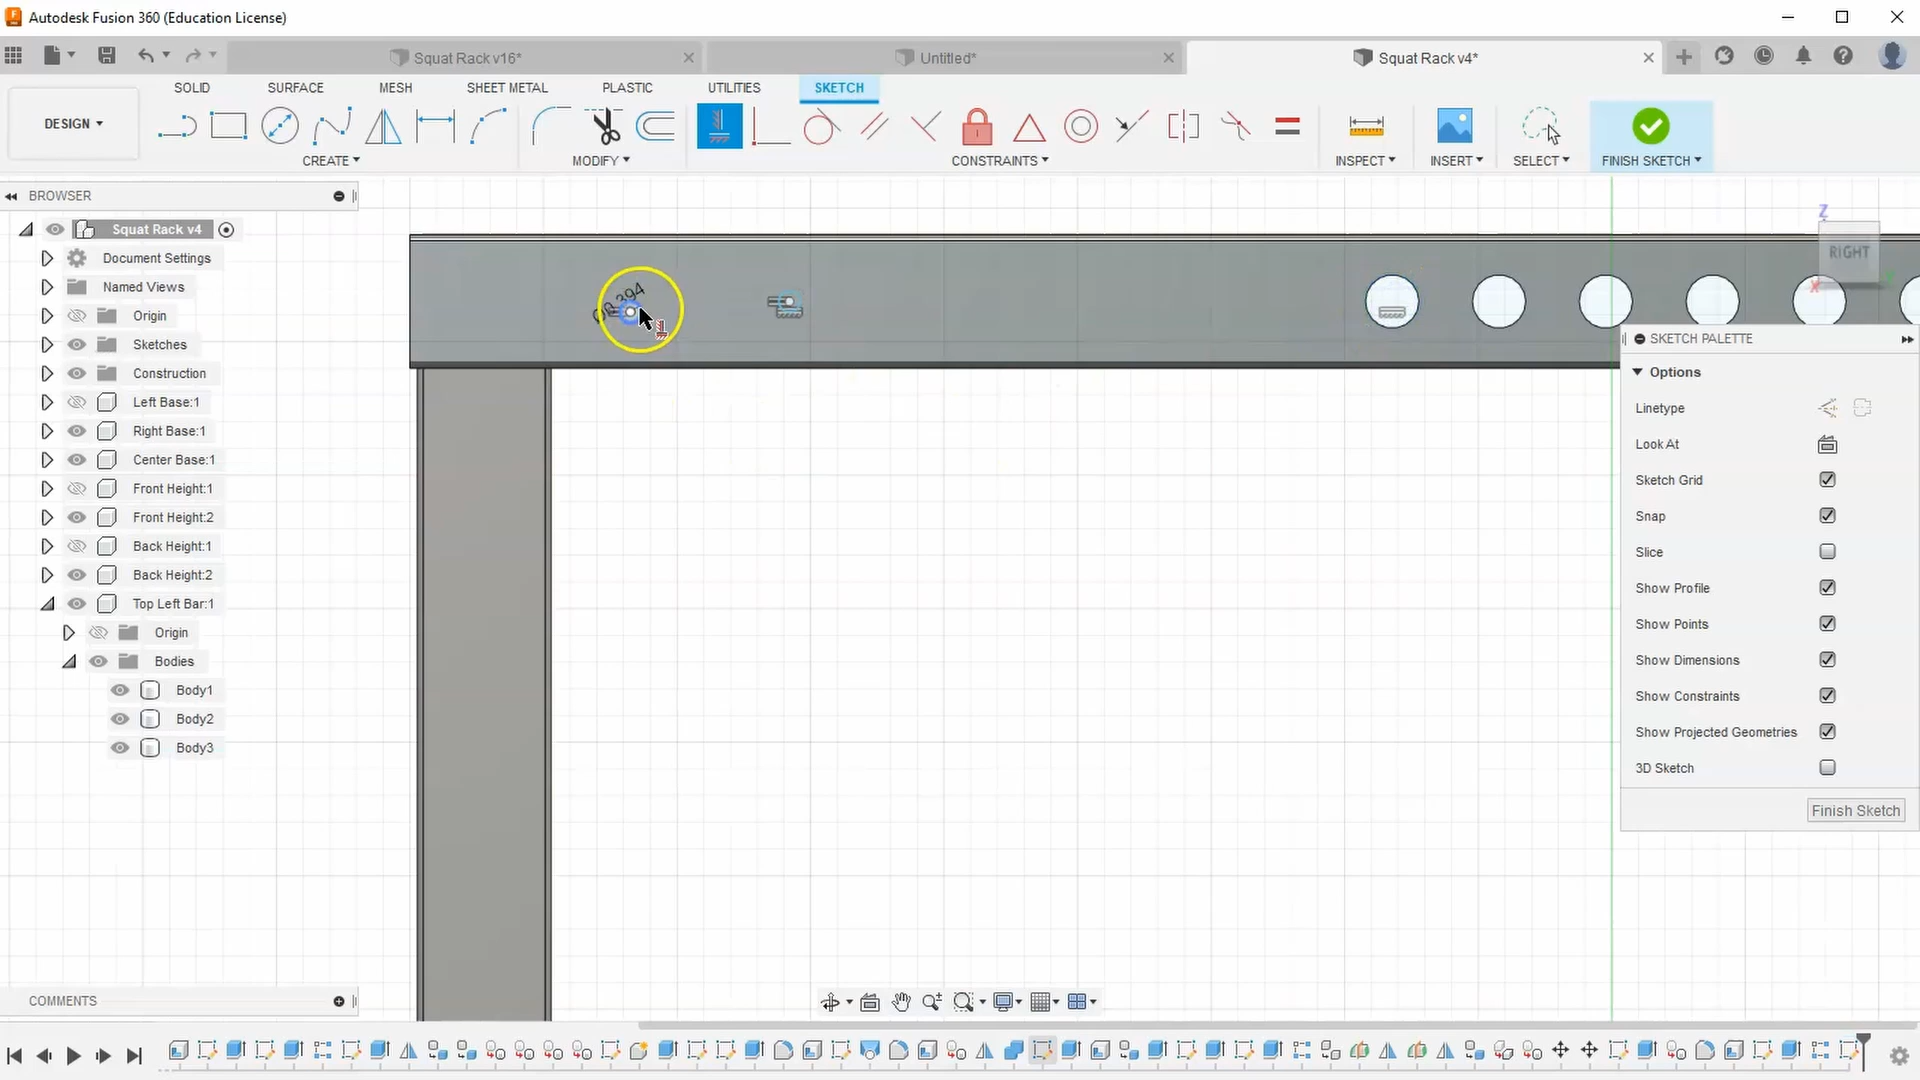 Autodesk Fusion 360 (Education License)
Squat Rack v16*
Untitled*
Squat Rack v4*
SOLID
SURFACE
MESH
SHEET METAL
PLASTIC
UTILITIES
SKETCH
DESIGN
CREATE
MODIFY
CONSTRAINTS
INSPECT
INSERT
SELECT
FINISH SKETCH
BROWSER
Squat Rack v4
Document Settings
Named Views
Origin
Sketches
Construction
Left Base:1
Right Base:1
Center Base:1
Front Height:1
Front Height:2
Back Height:1
Back Height:2
Top Left Bar:1
Origin
Bodies
Body1
Body2
Body3
Z
RIGHT
X
SKETCH PALETTE
Options
Linetype
Look At
Sketch Grid
Snap
Slice
Show Profile
Show Points
Show Dimensions
Show Constraints
Show Projected Geometries
3D Sketch
Finish Sketch
COMMENTS